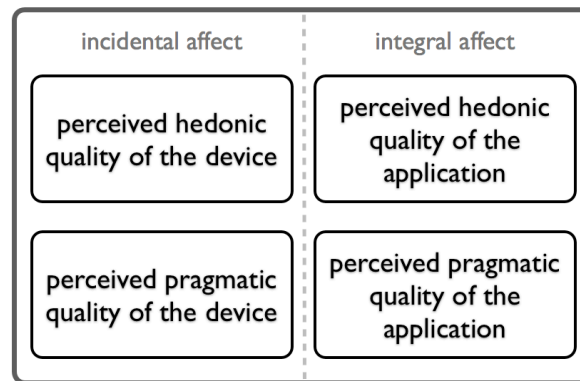 incidental affect
integral affect
perceived hedonic
quality of the device
perceived hedonic
quality of the
application
perceived pragmatic
quality of the device
perceived pragmatic
quality of the
application